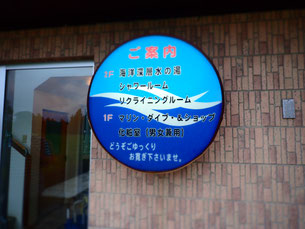 ご案内
2F 海洋深層水の湯
シャワールーム
リクライニングルーム
1F マリン・ダイブ・&ショップ
化粧室（男女兼用）
どうぞごゆっくり
お寛ぎ下さいませ。